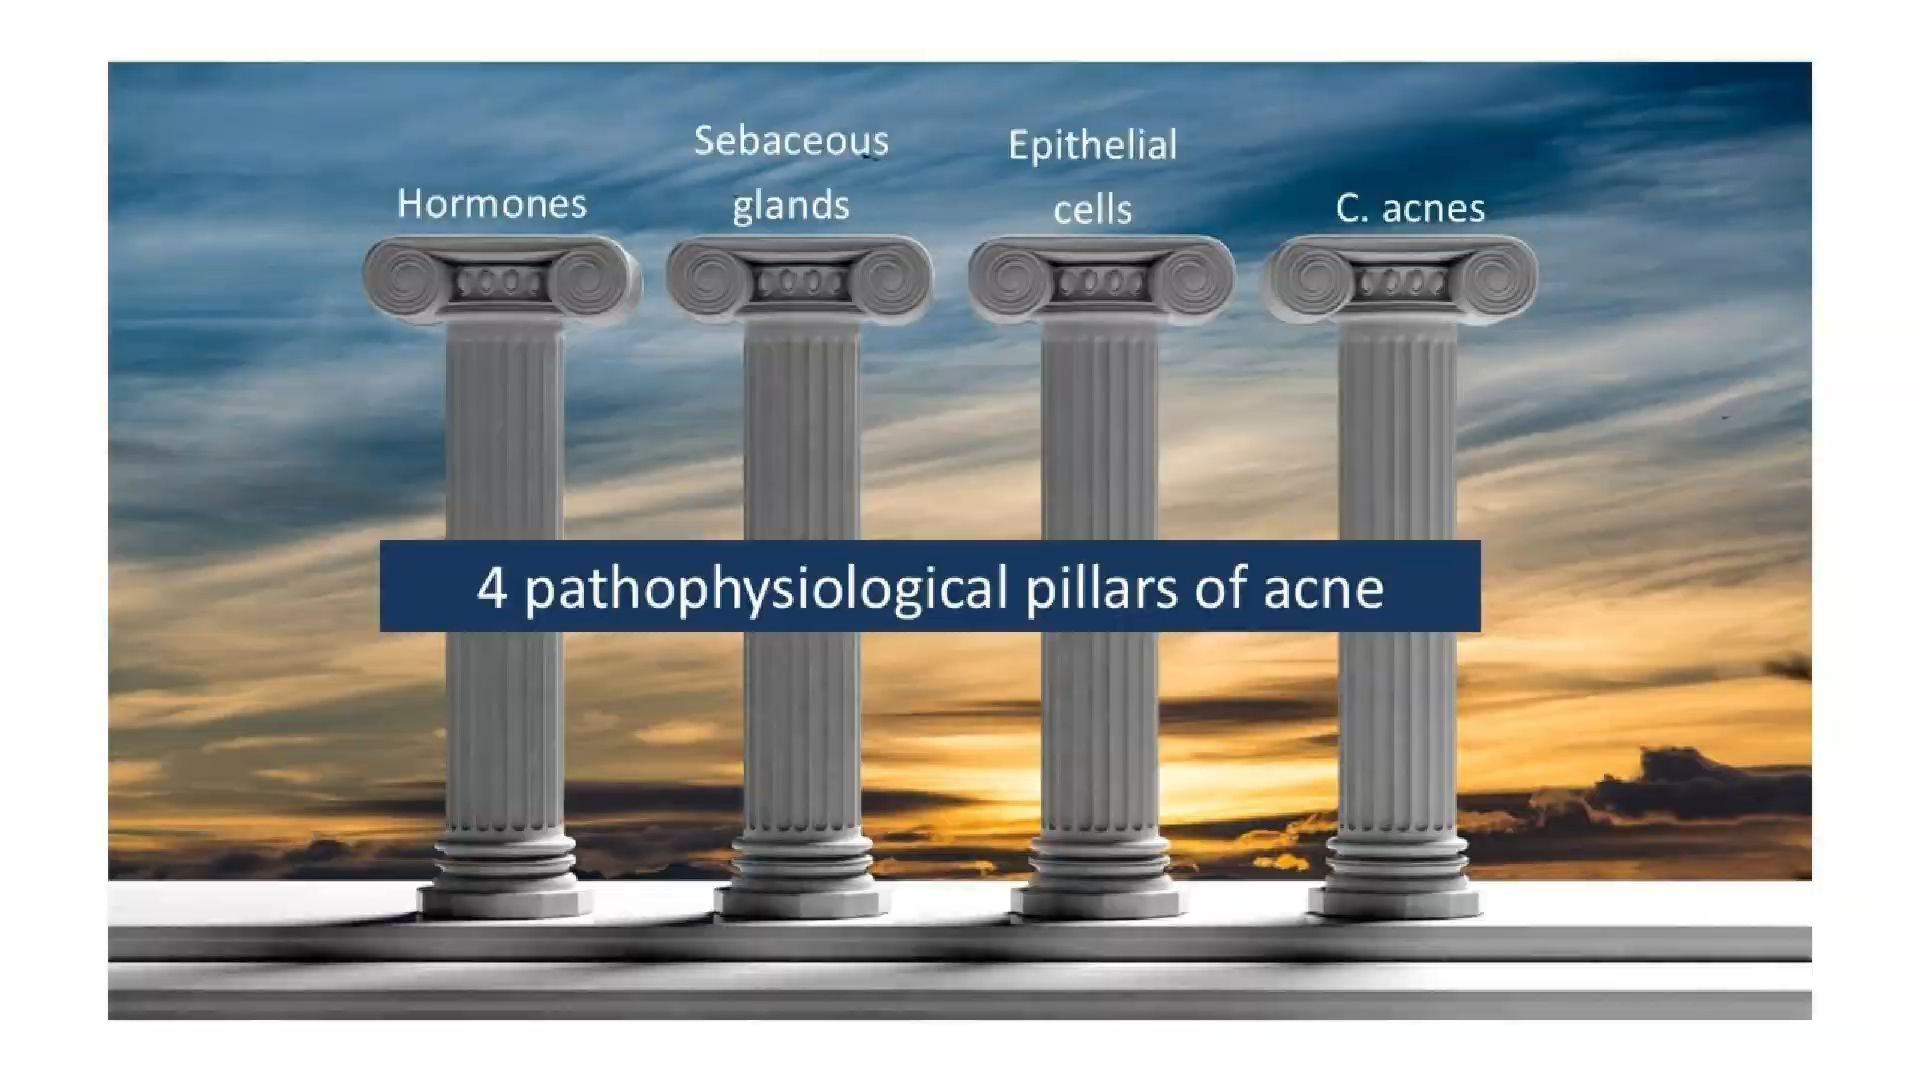 Hormones
Sebaceous
glands
Epithelial
cells
C. acnes
4 pathophysiological pillars of acne